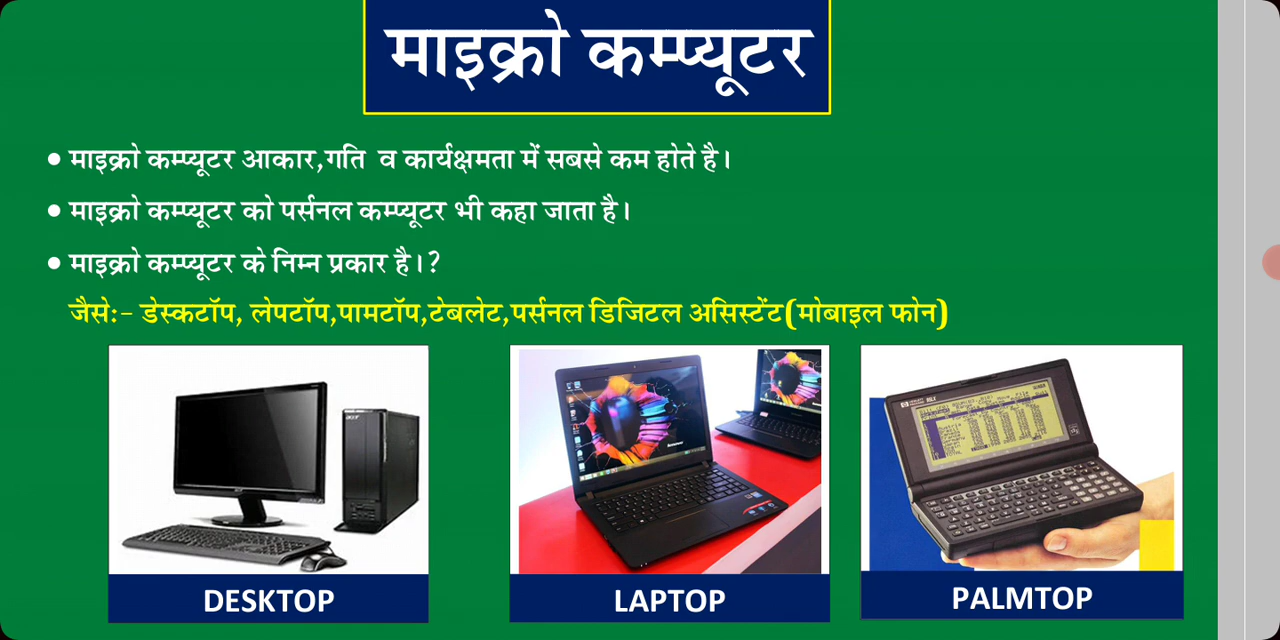 माइक्रो कम्प्यूटर
• माइक्रो कम्प्यूटर आकार,गति व कार्यक्षमता में सबसे कम होते है।
• माइक्रो कम्प्यूटर को पर्सनल कम्प्यूटर भी कहा जाता है।
• माइक्रो कम्प्यूटर के निम्न प्रकार है।?
जैसे:- डेस्कटॉप, लेपटॉप,पामटॉप,टेबलेट,पर्सनल डिजिटल असिस्टेंट(मोबाइल फोन)
acer
DESKTOP
LAPTOP
PALMTOP